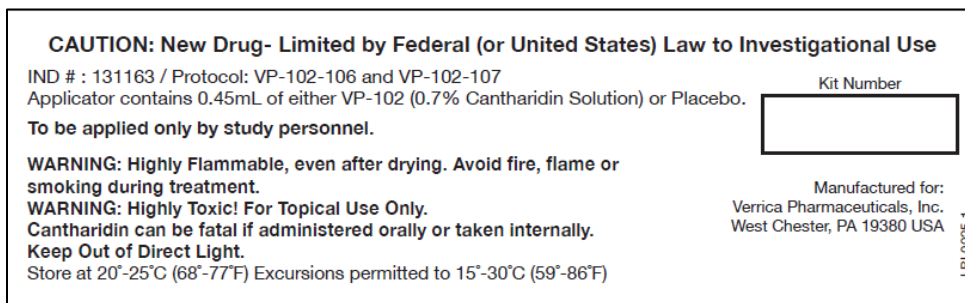 CAUTION: New Drug- Limited by Federal (or United States) Law to Investigational Use
IND # : 131163 / Protocol: VP-102-106 and VP-102-107
Applicator contains 0.45mL of either VP-102 (0.7% Cantharidin Solution) or Placebo.
To be applied only by study personnel.
Kit Number
WARNING: Highly Flammable, even after drying. Avoid fire, flame or
smoking during treatment.
WARNING: Highly Toxic! For Topical Use Only.
Cantharidin can be fatal if administered orally or taken internally.
Keep Out of Direct Light.
Store at 20°-25°C (68°-77°F) Excursions permitted to 15°-30°C (59°-86°F)
Manufactured for:
Verrica Pharmaceuticals, Inc.
West Chester, PA 19380 USA